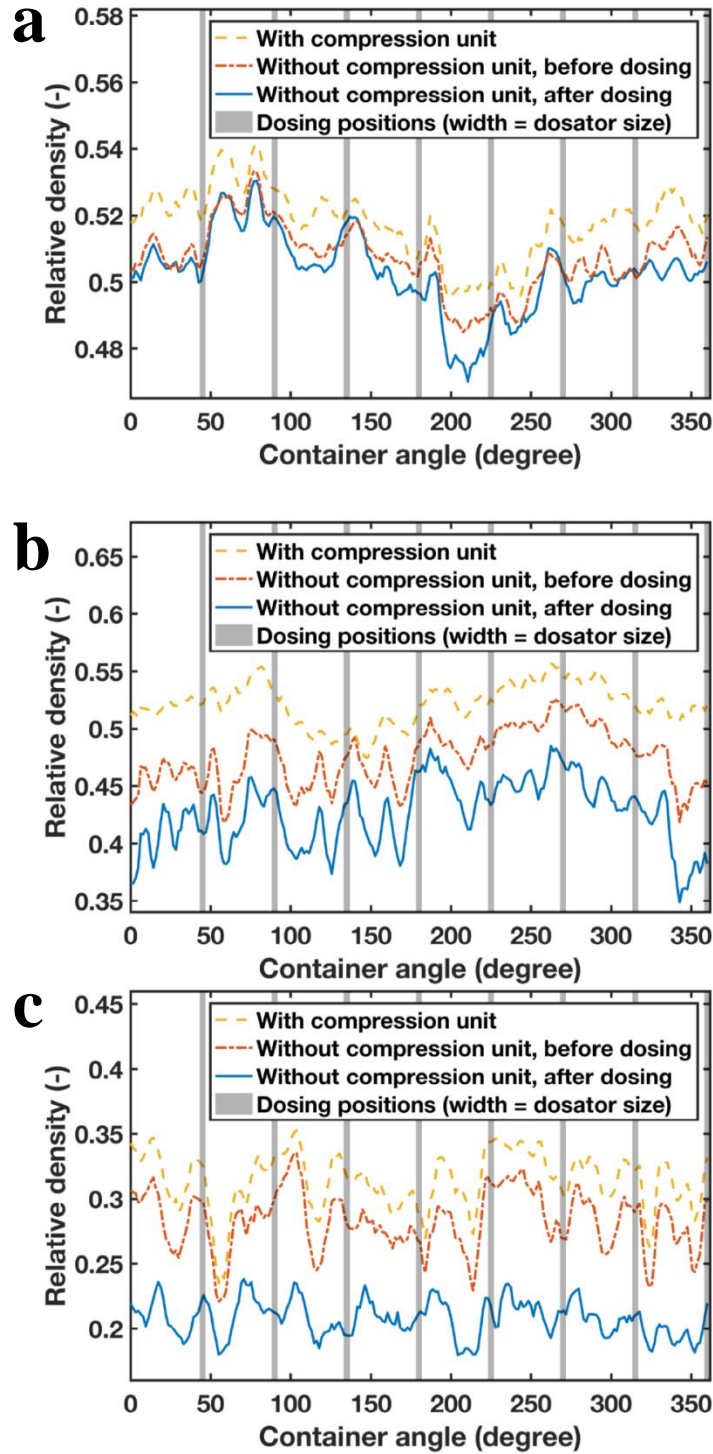 a
0.58
0.56
0.54
0.52
0.5
0.48
Relative density (-)
With compression unit
Without compression unit, before dosing
Without compression unit, after dosing
Dosing positions (width = dosator size)
0 50 100 150 200 250 300 350
Container angle (degree)
b
0.65
0.6
0.55
0.5
0.45
0.4
0.35
Relative density (-)
With compression unit
Without compression unit, before dosing
Without compression unit, after dosing
Dosing positions (width = dosator size)
0 50 100 150 200 250 300 350
Container angle (degree)
c
0.45
0.4
0.35
0.3
0.25
0.2
Relative density (-)
With compression unit
Without compression unit, before dosing
Without compression unit, after dosing
Dosing positions (width = dosator size)
0 50 100 150 200 250 300 350
Container angle (degree)